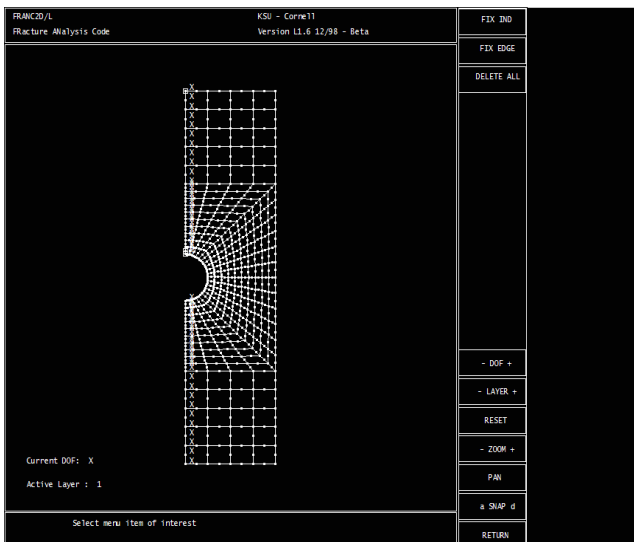 FRANC2D/L
KSU - Cornell
FRacture ANalysis Code
Version L1.6 12/98 - Beta
FIX IND
FIX EDGE
DELETE ALL
- DOF +
- LAYER +
RESET
- ZOOM +
PAN
a SNAP d
RETURN
Current DOF: X
Active Layer : 1
Select menu item of interest